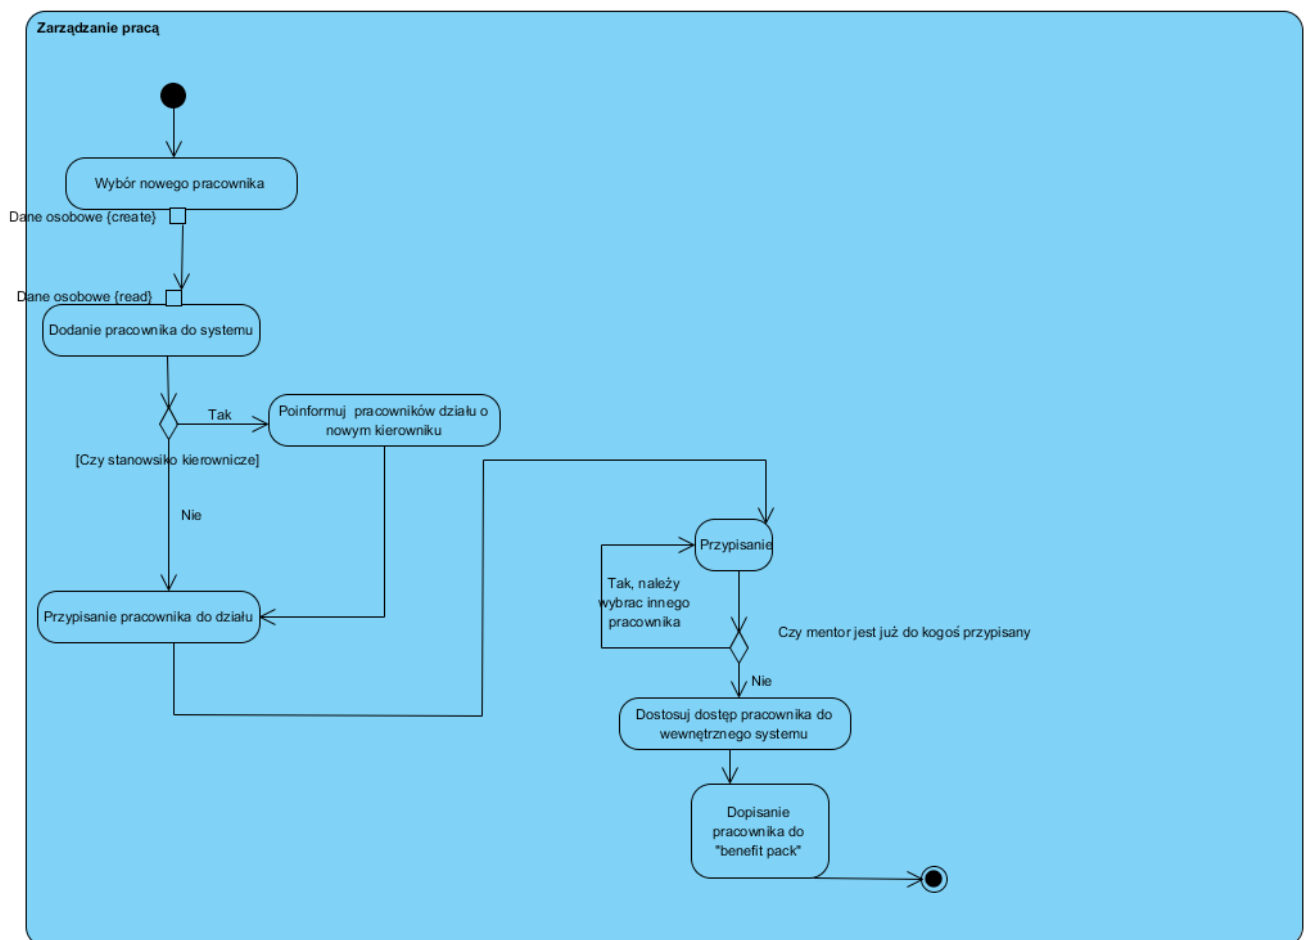 Zarządzanie pracą
Wybór nowego pracownika
Dane osobowe {create}
Dane osobowe {read}
Dodanie pracownika do systemu
Tak
Poinformuj pracowników działu o
nowym kierowniku
[Czy stanowsiko kierownicze]
Nie
Przypisanie pracownika do działu
Przypisanie
Tak, należy
wybrac innego
pracownika
Czy mentor jest już do kogoś przypisany
Nie
Dostosuj dostęp pracownika do
wewnętrznego systemu
Dopisanie
pracownika do
"benefit pack"